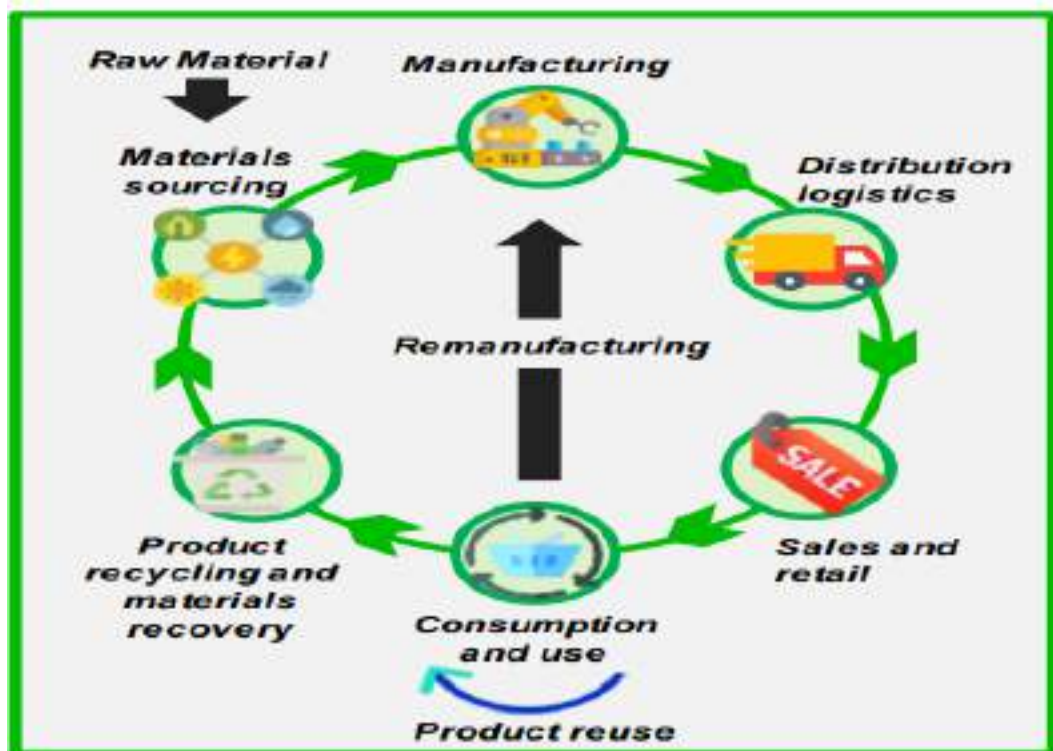 Raw Material
Manufacturing
Materials
sourcing
Distribution
logistics
Remanufacturing
SALE
Product
recycling and
materials
recovery
Consumption
and use
Sales and
retail
Product reuse